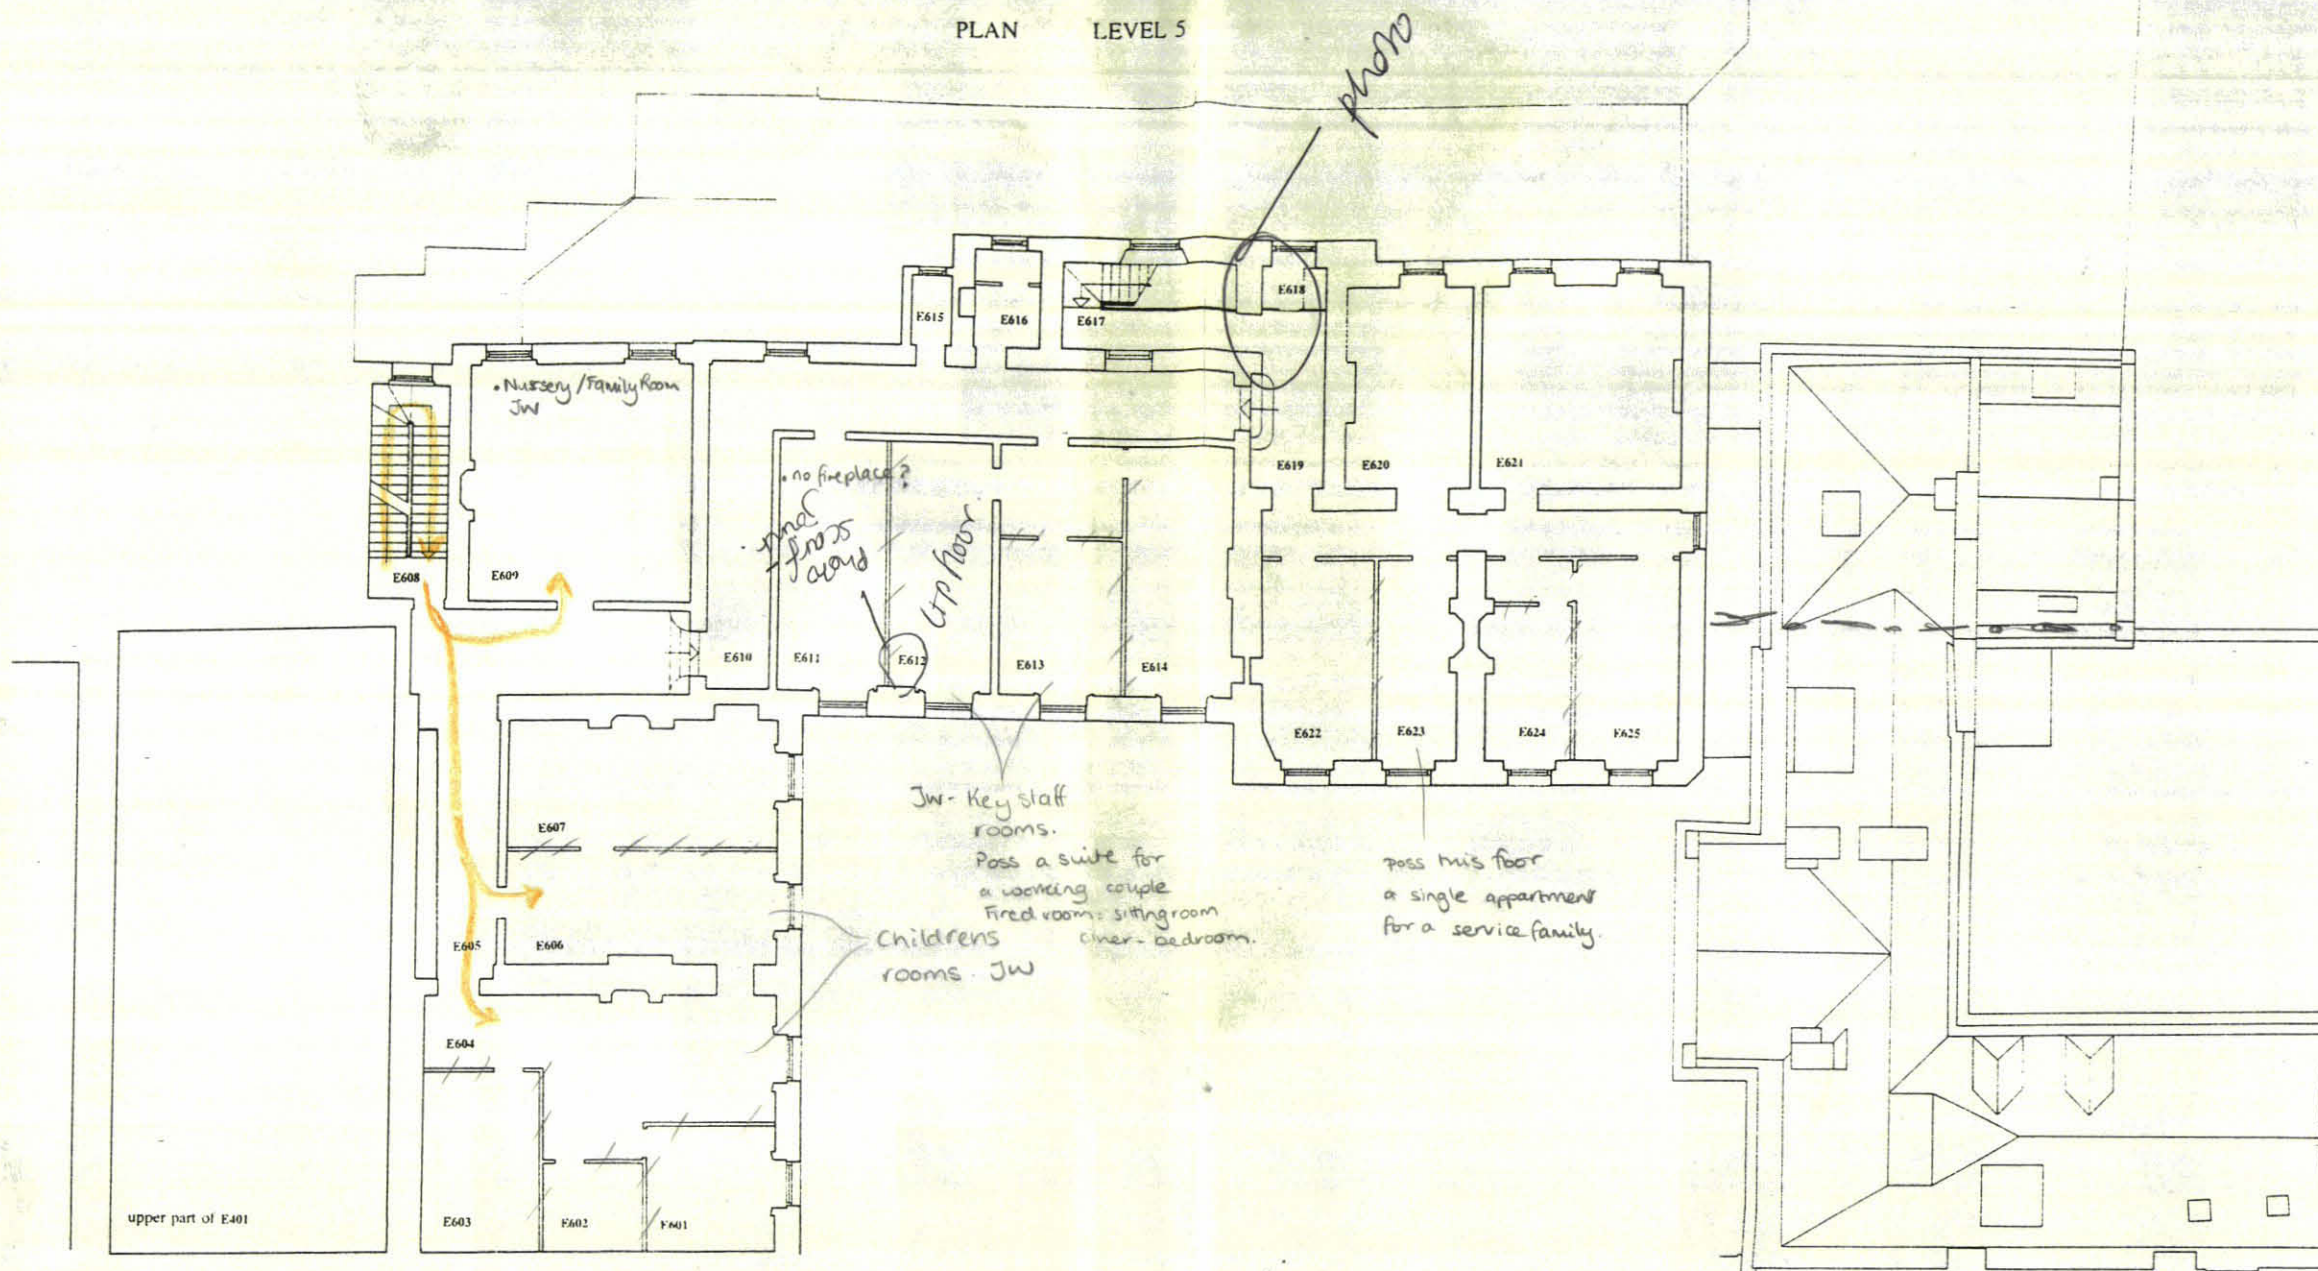 PLAN LEVEL 5
photo
E618
E615
E616
E617
• Nursery/Family Room
JW
• no fireplace?
E619
E620
E621
E608
E609
E610
E611
E612
E613
E614
E622
E623
E624
E625
JW - Key staff
rooms.
Poss a suite for
a working couple
Fired room = sitting room
other - bedroom.
poss this foor
a single appartment
for a service family.
E607
E605
E606
Childrens
rooms. JW
E604
upper part of E401
E603
E602
E601